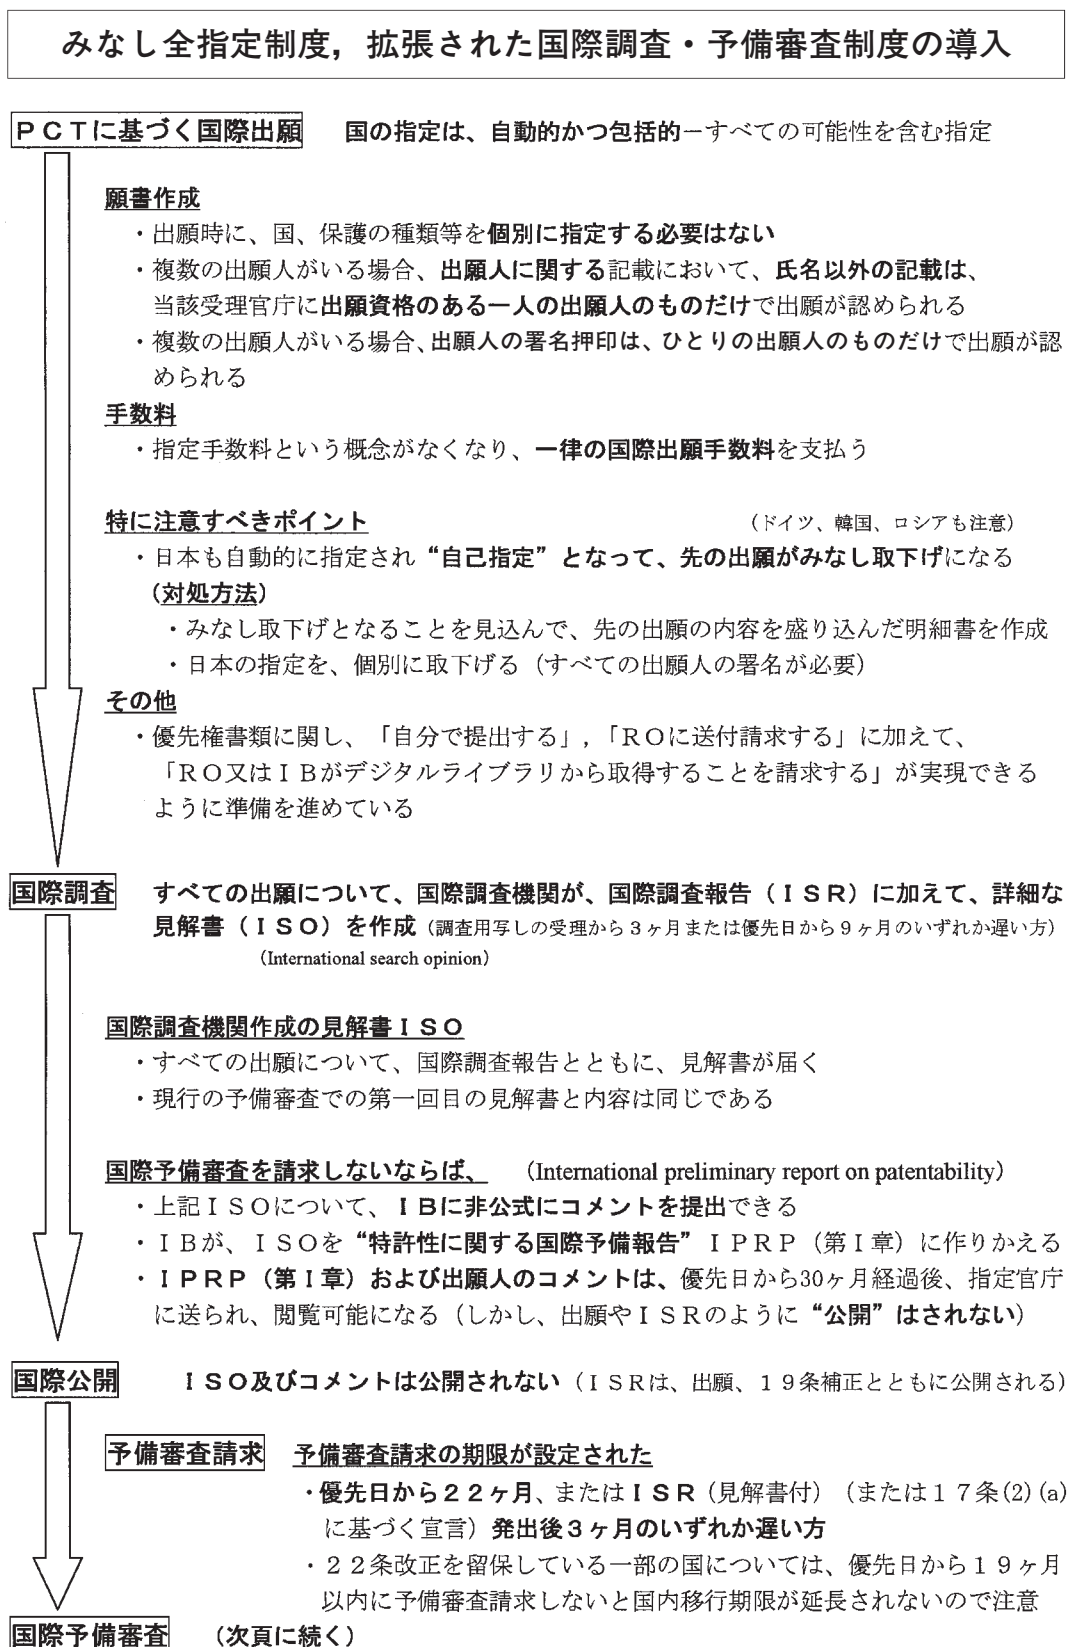 みなし全指定制度，拡張された国際調査・予備審査制度の導入
ＰＣＴに基づく国際出願　国の指定は、自動的かつ包括的－すべての可能性を含む指定
願書作成
・出願時に、国、保護の種類等を個別に指定する必要はない
・複数の出願人がいる場合、出願人に関する記載において、氏名以外の記載は、
当該受理官庁に出願資格のある一人の出願人のものだけで出願が認められる
・複数の出願人がいる場合、出願人の署名押印は、ひとりの出願人のものだけで出願が認
められる
手数料
・指定手数料という概念がなくなり、一律の国際出願手数料を支払う
特に注意すべきポイント　（ドイツ、韓国、ロシアも注意）
・日本も自動的に指定され“自己指定”となって、先の出願がみなし取下げになる
（対処方法）
・みなし取下げとなることを見込んで、先の出願の内容を盛り込んだ明細書を作成
・日本の指定を、個別に取下げる（すべての出願人の署名が必要）
その他
・優先権書類に関し、「自分で提出する」，「ＲＯに送付請求する」に加えて、
「ＲＯ又はＩＢがデジタルライブラリから取得することを請求する」が実現できる
ように準備を進めている
国際調査　すべての出願について、国際調査機関が、国際調査報告（ＩＳＲ）に加えて、詳細な
見解書（ＩＳＯ）を作成（調査用写しの受理から３ヶ月または優先日から９ヶ月のいずれか遅い方）
（International search opinion）
国際調査機関作成の見解書ＩＳＯ
・すべての出願について、国際調査報告とともに、見解書が届く
・現行の予備審査での第一回目の見解書と内容は同じである
国際予備審査を請求しないならば、　（International preliminary report on patentability）
・上記ＩＳＯについて、ＩＢに非公式にコメントを提出できる
・ＩＢが、ＩＳＯを“特許性に関する国際予備報告”ＩＰＲＰ（第Ⅰ章）に作りかえる
・ＩＰＲＰ（第Ⅰ章）および出願人のコメントは、優先日から30ヶ月経過後、指定官庁
に送られ、閲覧可能になる（しかし、出願やＩＳＲのように“公開”はされない）
国際公開　ＩＳＯ及びコメントは公開されない（ＩＳＲは、出願、１９条補正とともに公開される）
予備審査請求　予備審査請求の期限が設定された
・優先日から２２ヶ月、またはＩＳＲ（見解書付）（または１７条(2)(a)
に基づく宣言）発出後３ヶ月のいずれか遅い方
・２２条改正を留保している一部の国については、優先日から１９ヶ月
以内に予備審査請求しないと国内移行期限が延長されないので注意
国際予備審査　（次頁に続く）